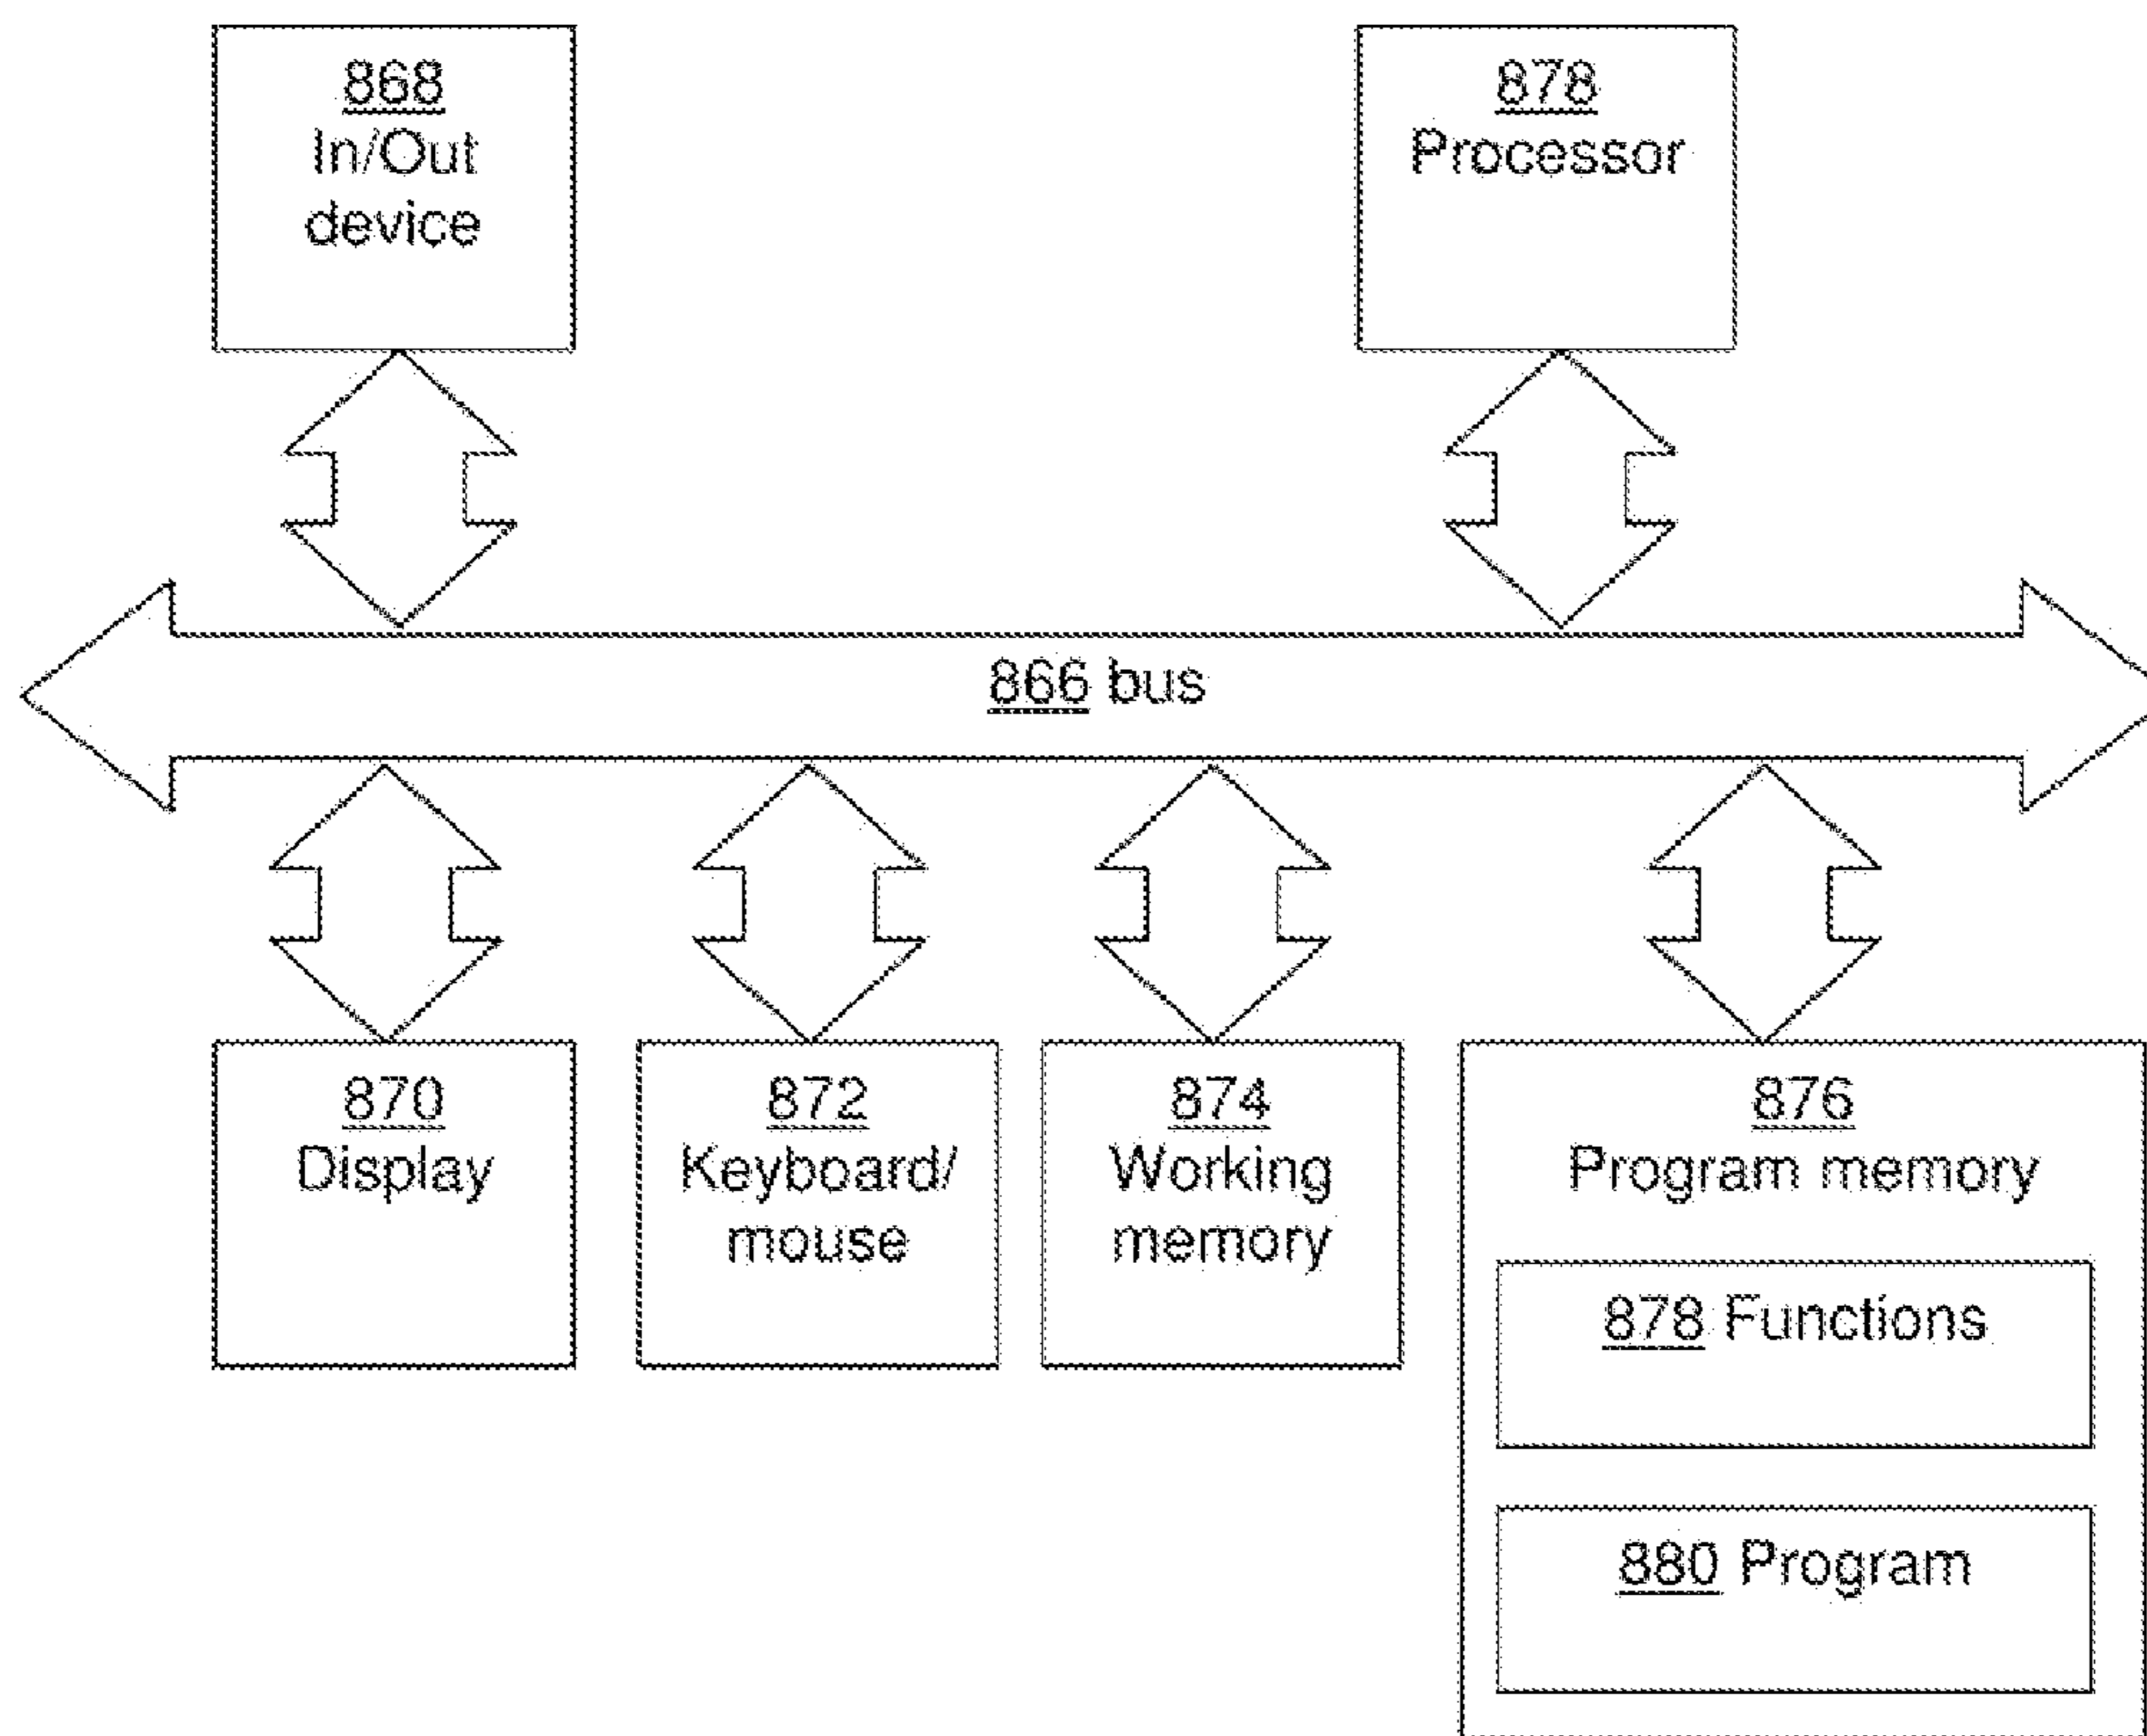 868
In/Out
device
878
Processor
866 bus
870
Display
872
Keyboard/
mouse
874
Working
memory
876
Program memory
878 Functions
880 Program